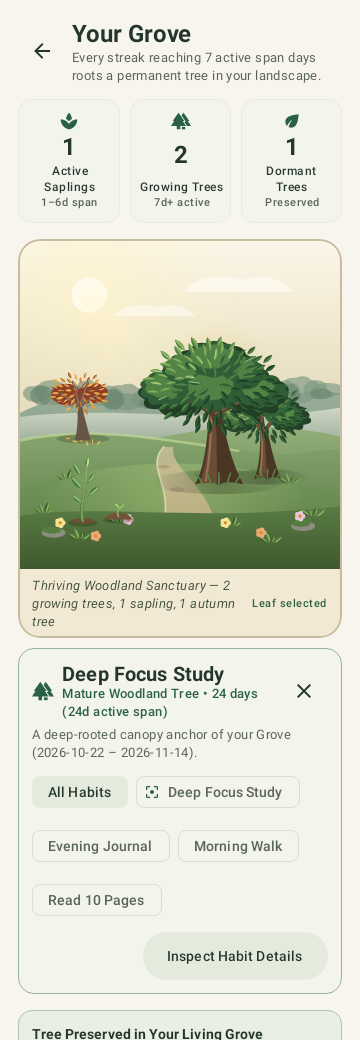 Your Grove
Every streak reaching 7 active span days
roots a permanent tree in your landscape.
1
Active
Saplings
1–6d span
2
Growing Trees
7d+ active
1
Dormant
Trees
Preserved
Thriving Woodland Sanctuary — 2
growing trees, 1 sapling, 1 autumn
tree
Leaf selected
Deep Focus Study
Mature Woodland Tree • 24 days
(24d active span)
A deep-rooted canopy anchor of your Grove
(2026-10-22 – 2026-11-14).
All Habits
Deep Focus Study
Evening Journal
Morning Walk
Read 10 Pages
Inspect Habit Details
Tree Preserved in Your Living Grove